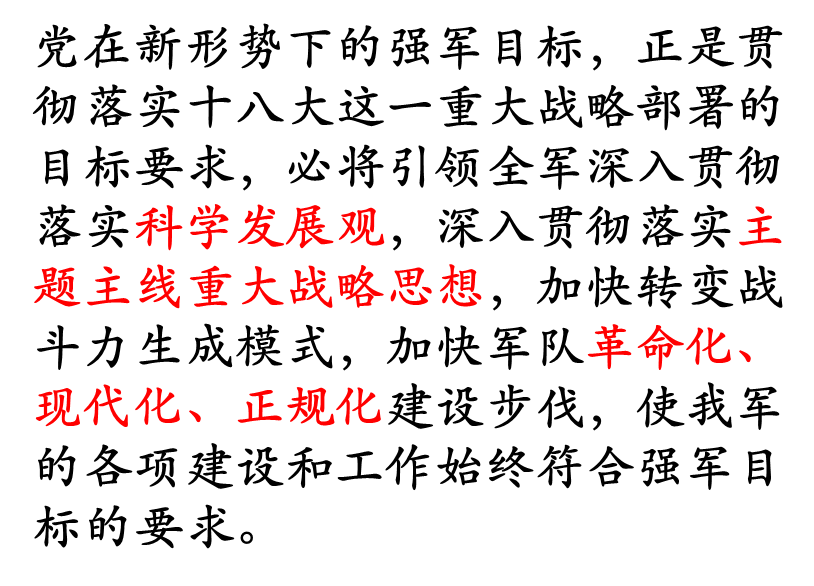 党在新形势下的强军目标，正是贯
彻落实十八大这一重大战略部署的
目标要求，必将引领全军深入贯彻
落实科学发展观，深入贯彻落实主
题主线重大战略思想，加快转变战
斗力生成模式，加快军队革命化、
现代化、正规化建设步伐，使我军
的各项建设和工作始终符合强军目
标的要求。